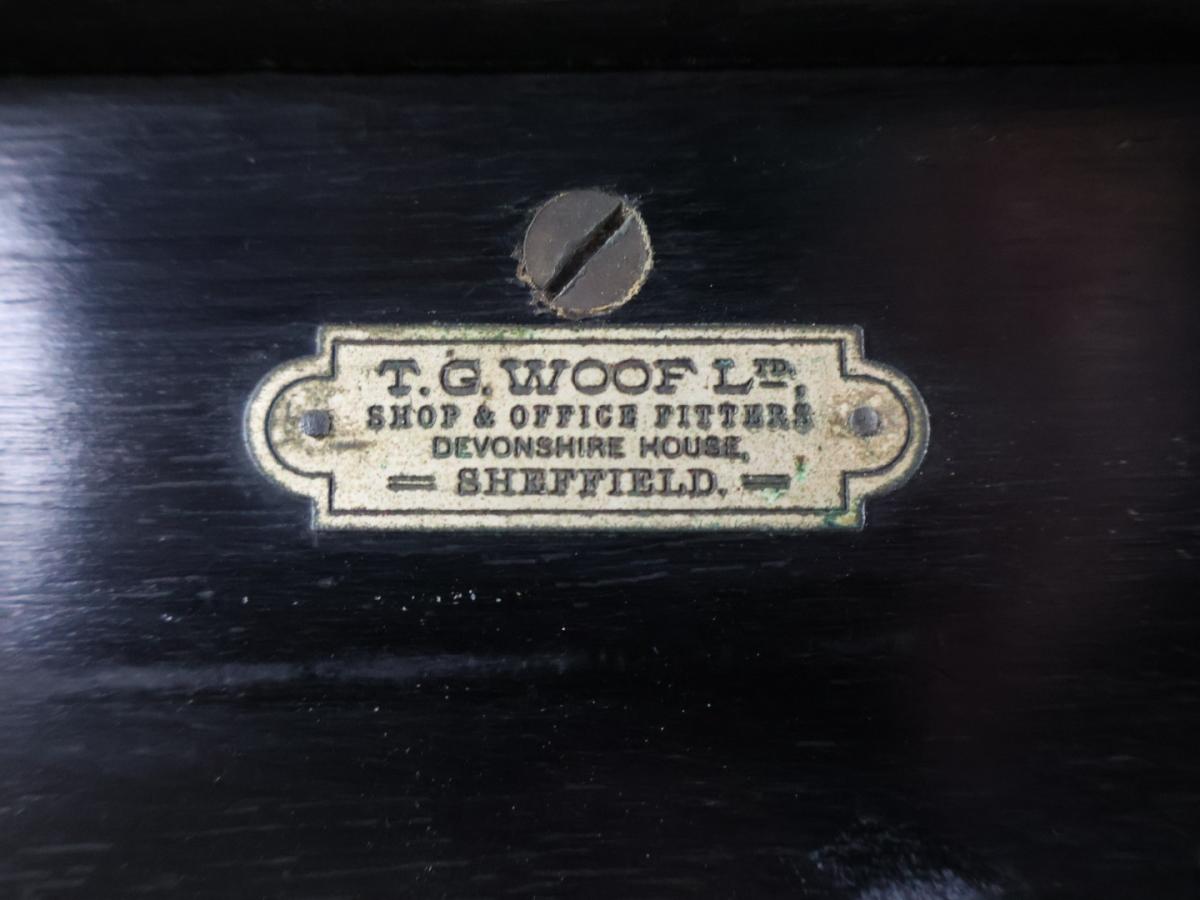 T. G. WOOF LTD,
SHOP & OFFICE FITTERS
DEVONSHIRE HOUSE,
SHEFFIELD.